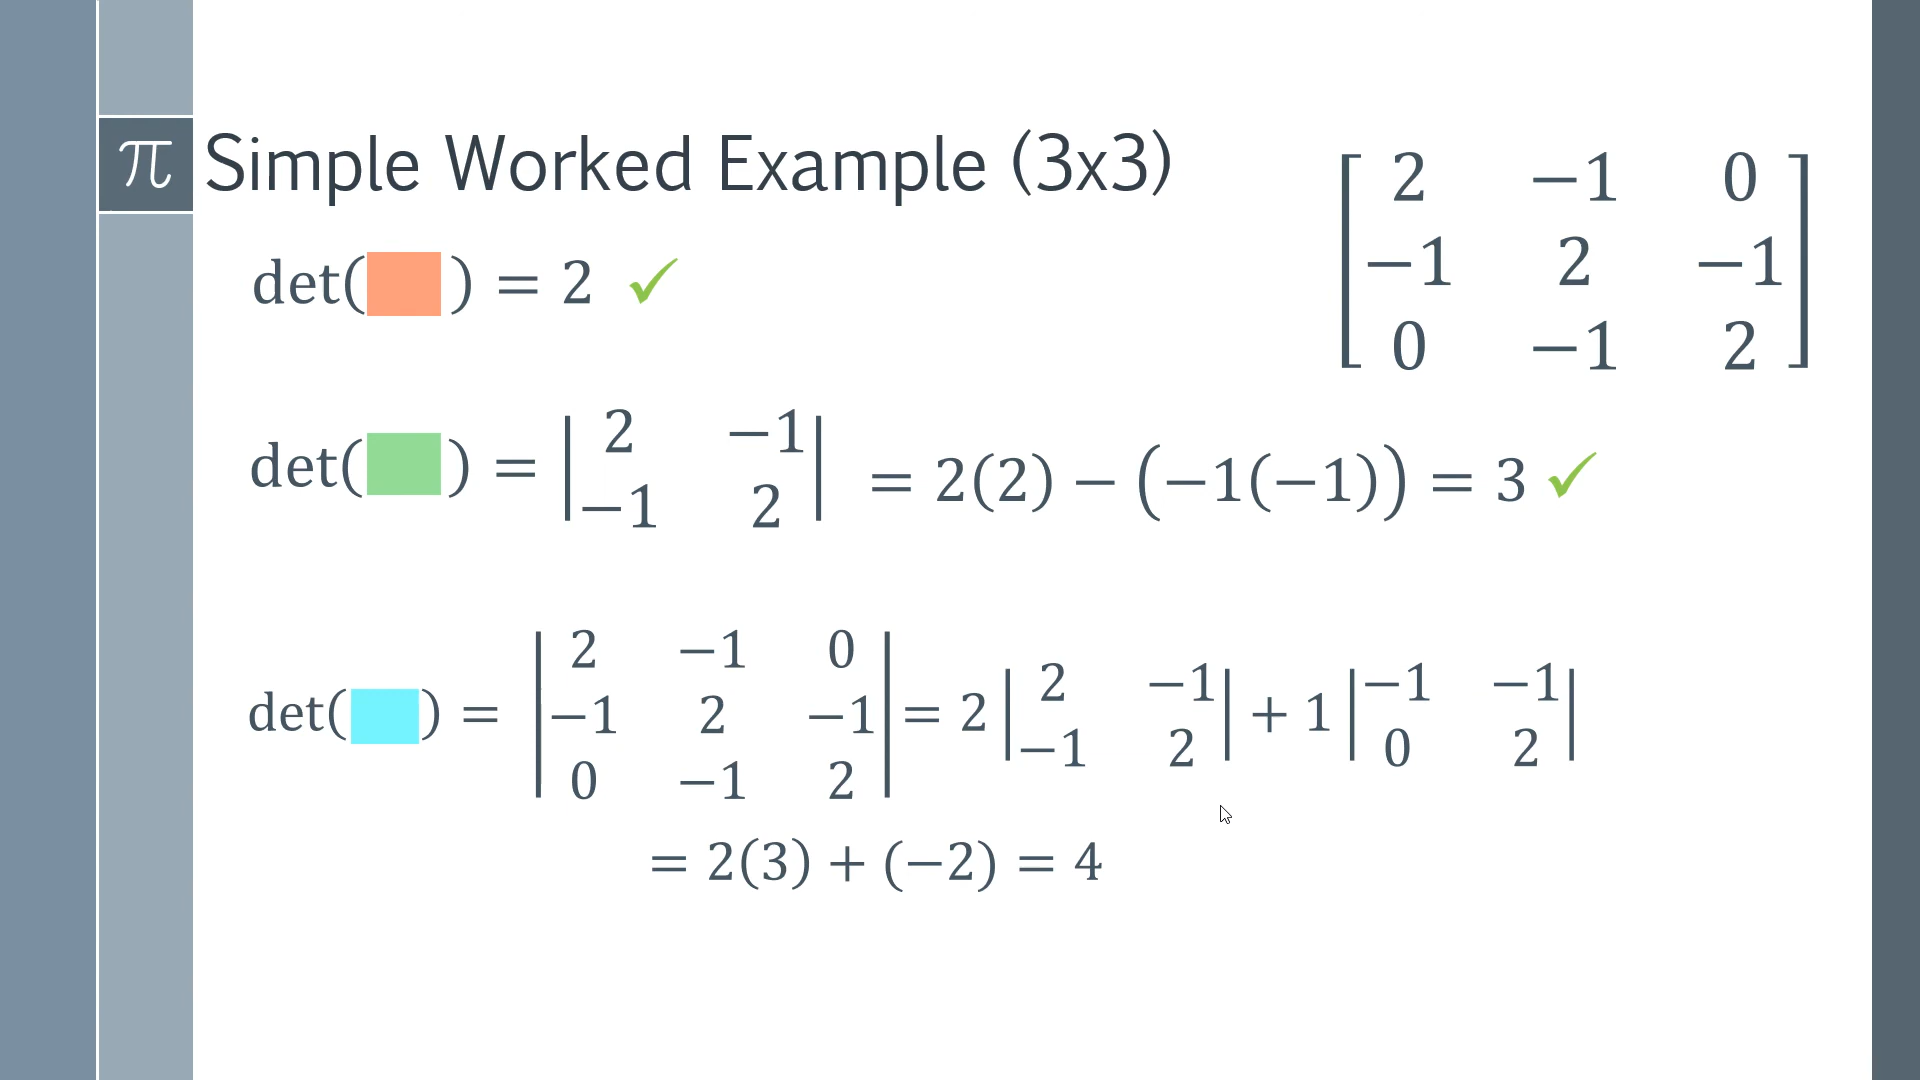 π Simple Worked Example (3x3)
2 −1 0
−1 2 −1
0 −1 2
det( ) = 2 ✓
det( ) = | 2 −1 | = 2(2) − (−1(−1)) = 3 ✓
| −1 2 |
| 2 −1 0 |
det( ) = | −1 2 −1 | = 2 | 2 −1 | + 1 | −1 −1 |
| 0 −1 2 | | −1 2 | | 0 2 |
= 2(3) + (−2) = 4